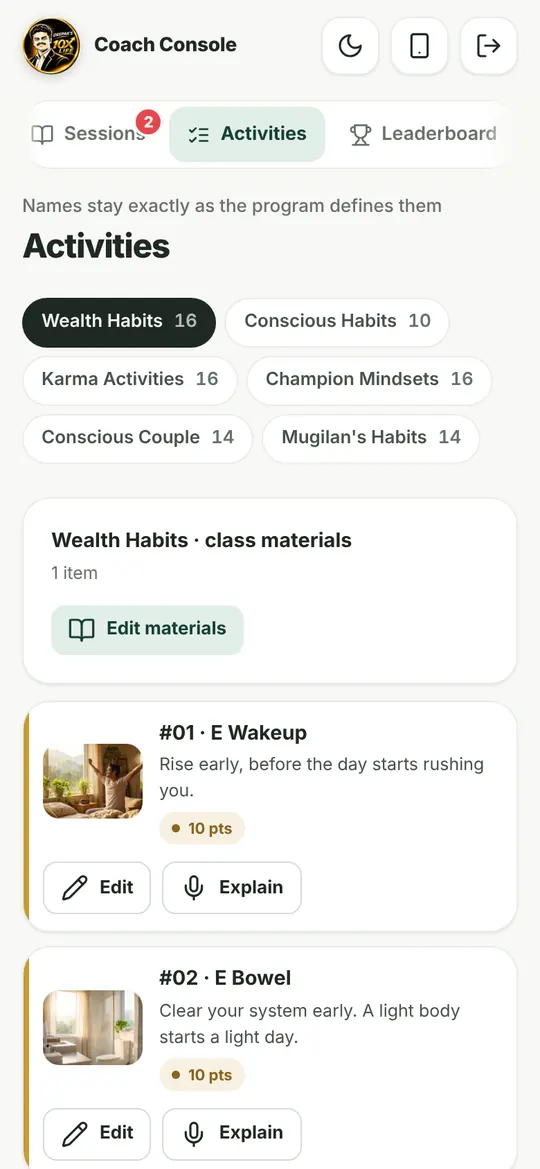 DEEPAK'S
10X
LIFE
Coach Console
Sessions
2
Activities
Leaderboard
Names stay exactly as the program defines them
Activities
Wealth Habits 16
Conscious Habits 10
Karma Activities 16
Champion Mindsets 16
Conscious Couple 14
Mugilan's Habits 14
Wealth Habits · class materials
1 item
Edit materials
#01 · E Wakeup
Rise early, before the day starts rushing
you.
10 pts
Edit
Explain
#02 · E Bowel
Clear your system early. A light body
starts a light day.
10 pts
Edit
Explain